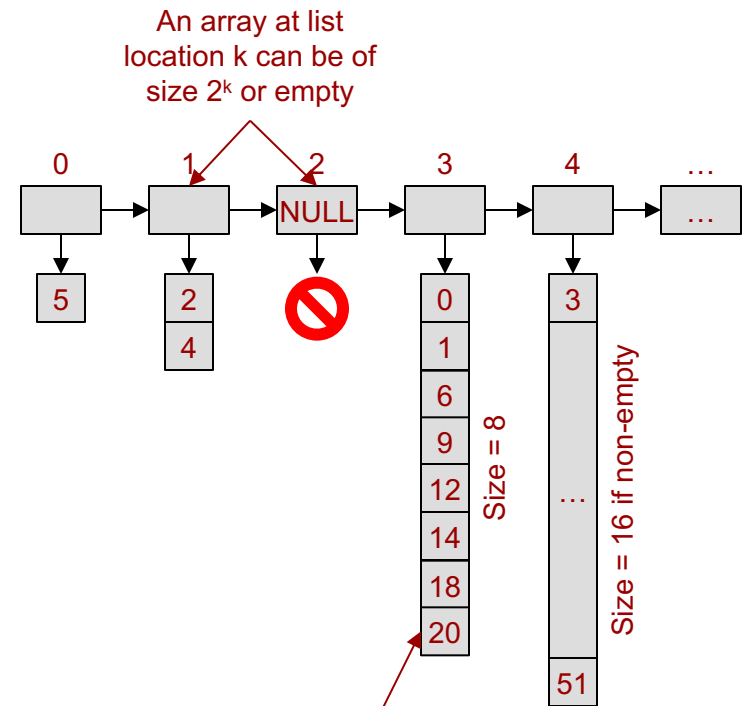 An array at list
location k can be of
size 2ᵏ or empty
0 1 2 3 4 ...
NULL ...
5
2
4
0
1
6
9
12
14
18
20
Size = 8
3
...
51
Size = 16 if non-empty